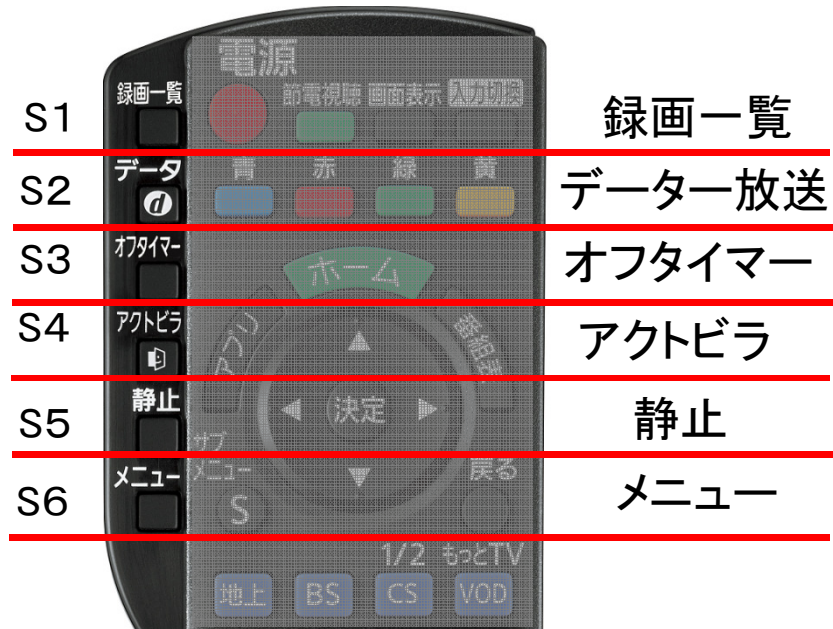 電源
録画一覧
節電視聴 画面表示 入力切換
S1
録画一覧
データ
青 赤 緑 黄
S2
d
データー放送
オフタイマー
S3
オフタイマー
ホーム
アクトビラ
アプリ
番組表
S4
アクトビラ
静止
決定
S5
静止
サブ
メニュー
戻る
メニュー
S6
S
メニュー
1/2 もっとTV
地上 BS CS VOD